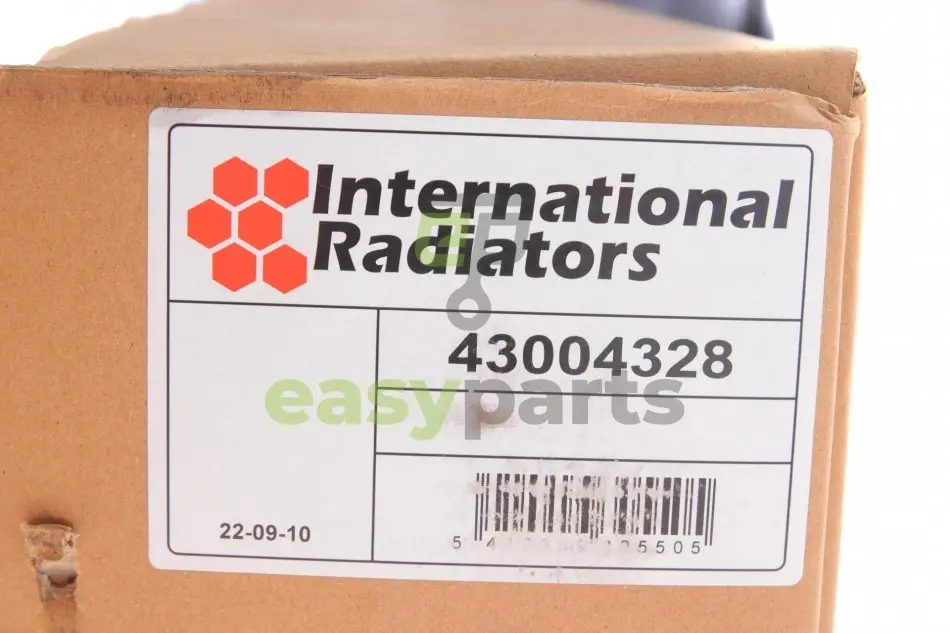 International
Radiators
43004328
easyparts
22-09-10